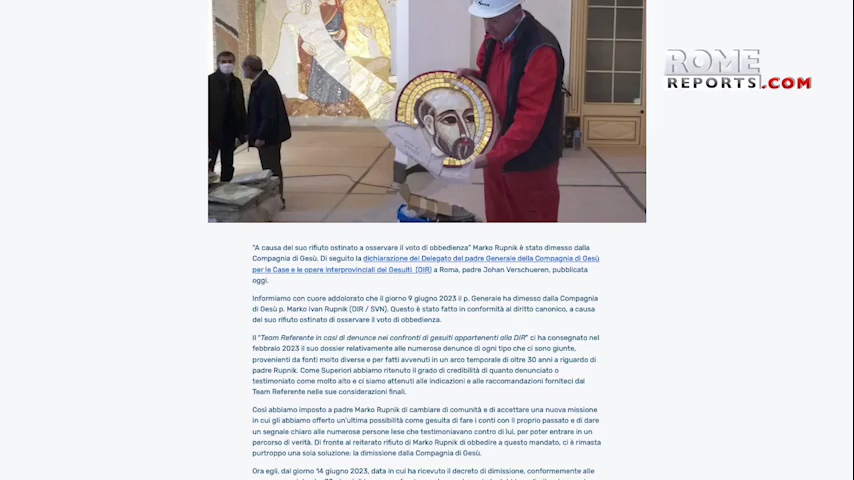 ROME
REPORTS.COM
"A causa del suo rifiuto ostinato a osservare il voto di obbedienza" Marko Rupnik è stato dimesso dalla
Compagnia di Gesù. Di seguito la dichiarazione del Delegato del padre Generale della Compagnia di Gesù
per le Case e le opere interprovinciali dei Gesuiti (DIR) a Roma, padre Johan Verschueren, pubblicata
oggi.
Informiamo con cuore addolorato che il giorno 9 giugno 2023 il p. Generale ha dimesso dalla Compagnia
di Gesù p. Marko Ivan Rupnik (DIR / SVN). Questo è stato fatto in conformità al diritto canonico, a causa
del suo rifiuto ostinato di osservare il voto di obbedienza.
Il "Team Referente in casi di denunce nei confronti di gesuiti appartenenti alla DIR" ci ha consegnato nel
febbraio 2023 il suo dossier relativamente alle numerose denunce di ogni tipo che ci sono giunte,
provenienti da fonti molto diverse e per fatti avvenuti in un arco temporale di oltre 30 anni a riguardo di
padre Rupnik. Come Superiori abbiamo ritenuto il grado di credibilità di quanto denunciato o
testimoniato come molto alto e ci siamo attenuti alle indicazioni e alle raccomandazioni forniteci dal
Team Referente nelle sue considerazioni finali.
Così abbiamo imposto a padre Marko Rupnik di cambiare di comunità e di accettare una nuova missione
in cui gli abbiamo offerto un'ultima possibilità come gesuita di fare i conti con il proprio passato e di dare
un segnale chiaro alle numerose persone lese che testimoniavano contro di lui, per poter entrare in un
percorso di verità. Di fronte al reiterato rifiuto di Marko Rupnik di obbedire a questo mandato, ci è rimasta
purtroppo una sola soluzione: la dimissione dalla Compagnia di Gesù.
Ora egli, dal giorno 14 giugno 2023, data in cui ha ricevuto il decreto di dimissione, conformemente alle